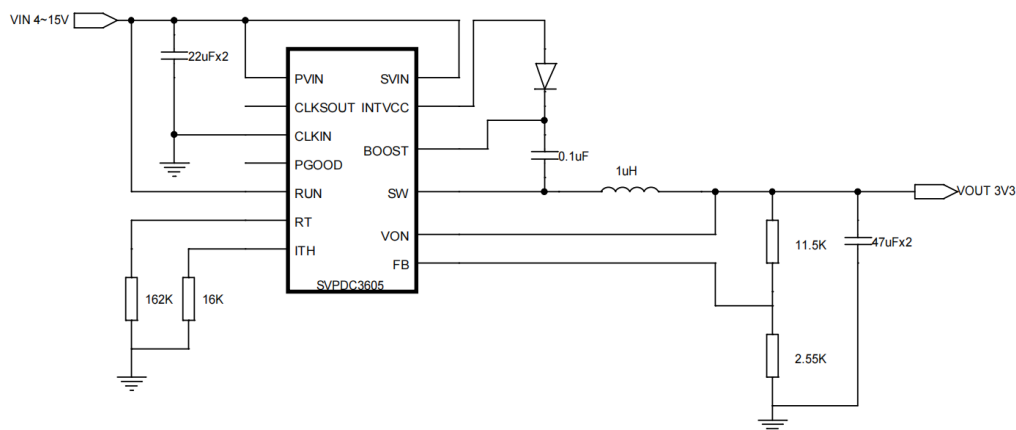 VIN 4~15V
22uFx2
PVIN
SVIN
CLKSOUT
INTVCC
CLKIN
BOOST
0.1uF
PGOOD
1uH
RUN
SW
VOUT 3V3
RT
VON
11.5K
47uFx2
ITH
FB
SVPDC3605
162K
16K
2.55K